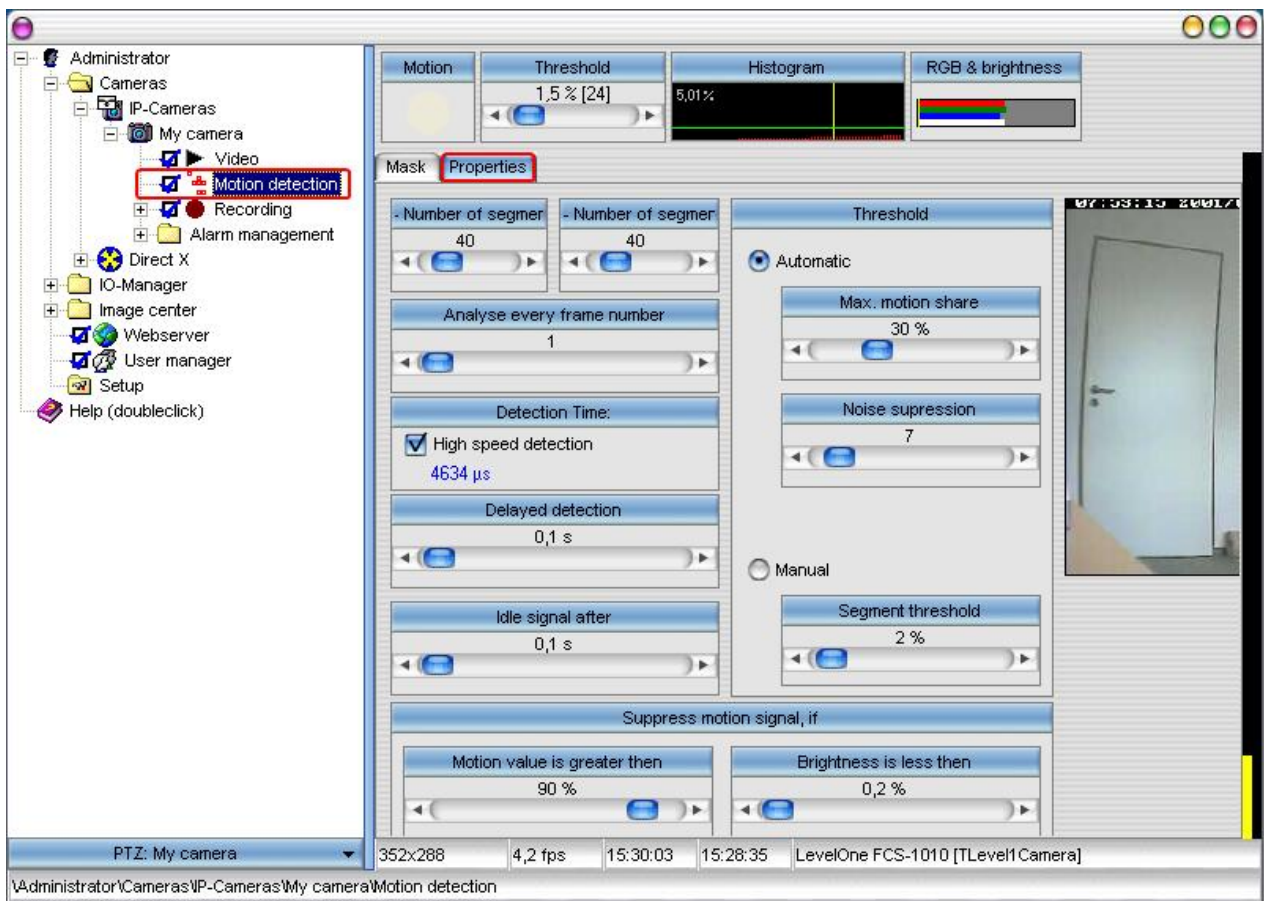 Administrator
Cameras
IP-Cameras
My camera
Video
Motion detection
Recording
Alarm management
Direct X
IO-Manager
Image center
Webserver
User manager
Setup
Help (doubleclick)
PTZ: My camera
Motion
Threshold
1,5 % [24]
Histogram
5,01%
RGB & brightness
Mask
Properties
- Number of segmer
40
- Number of segmer
40
Analyse every frame number
1
Detection Time:
High speed detection
4634 µs
Delayed detection
0,1 s
Idle signal after
0,1 s
Threshold
Automatic
Max. motion share
30 %
Noise supression
7
Manual
Segment threshold
2 %
07:53:15
Suppress motion signal, if
Motion value is greater then
90 %
Brightness is less then
0,2 %
352x288
4,2 fps
15:30:03
15:28:35
LevelOne FCS-1010 [TLevel1Camera]
\Administrator\Cameras\IP-Cameras\My camera\Motion detection